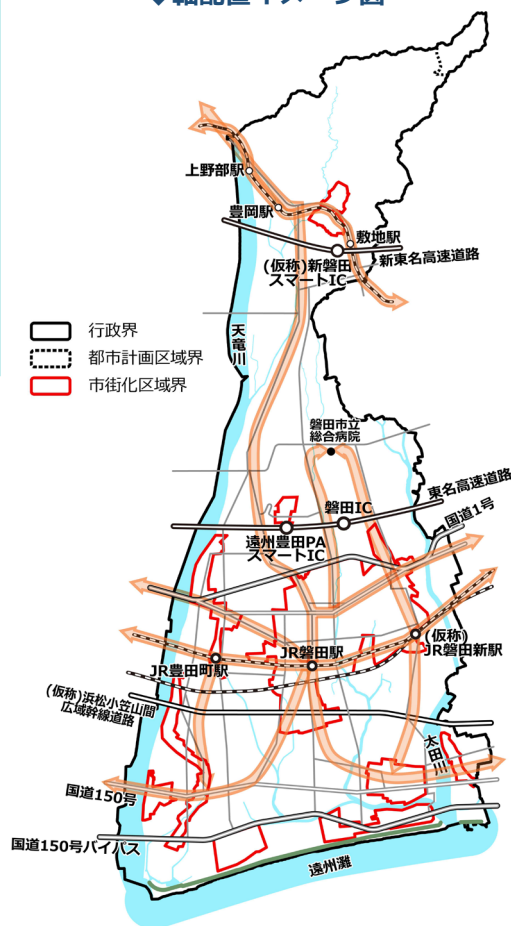 ◆軸配置イメージ図
上野部駅
豊岡駅
敷地駅
(仮称)新磐田
スマートIC
新東名高速道路
行政界
都市計画区域界
市街化区域界
天竜川
磐田市立
総合病院
東名高速道路
磐田IC
国道1号
遠州豊田PA
スマートIC
(仮称)
JR磐田新駅
JR磐田駅
JR豊田町駅
(仮称)浜松小笠山間
広域幹線道路
太田川
国道150号
国道150号バイパス
遠州灘